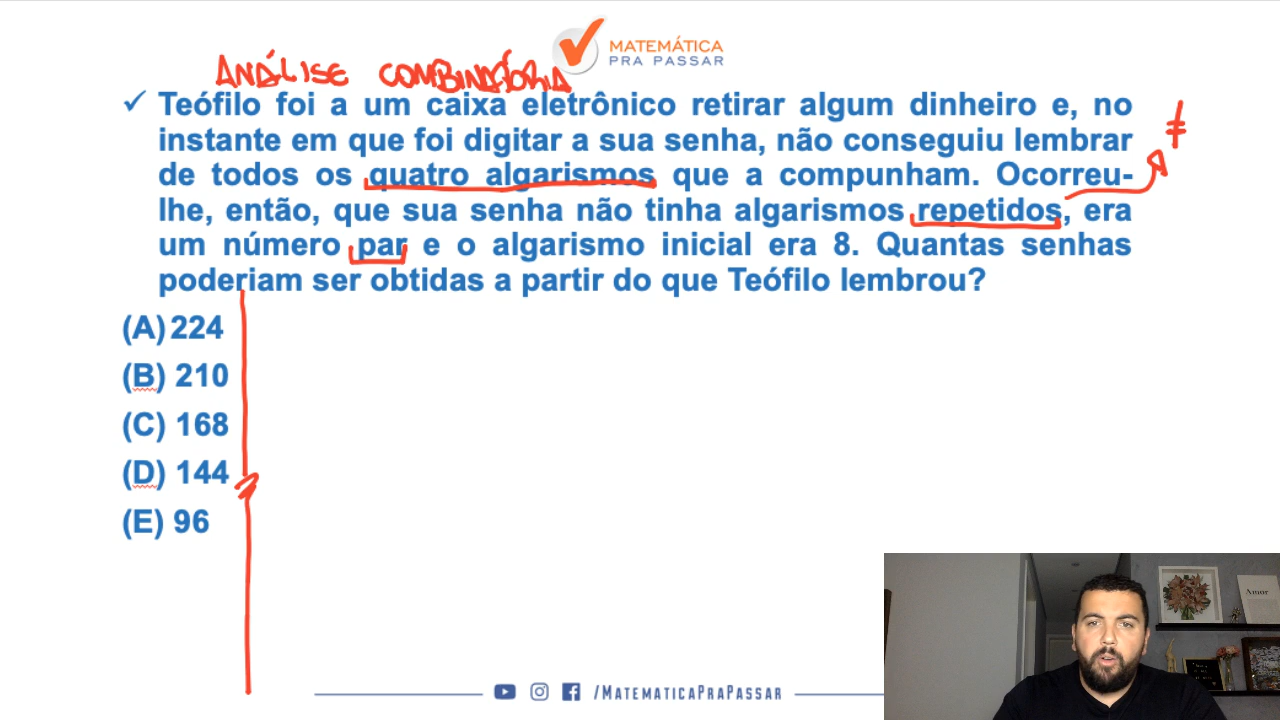 MATEMÁTICA
PRA PASSAR
ANÁLISE COMBINATÓRIA
✓ Teófilo foi a um caixa eletrônico retirar algum dinheiro e, no
instante em que foi digitar a sua senha, não conseguiu lembrar
de todos os quatro algarismos que a compunham. Ocorreu-
lhe, então, que sua senha não tinha algarismos repetidos, era
um número par e o algarismo inicial era 8. Quantas senhas
poderiam ser obtidas a partir do que Teófilo lembrou?
≠
(A) 224
(B) 210
(C) 168
(D) 144
(E) 96
Amor
/MATEMATICAPRAPASSAR